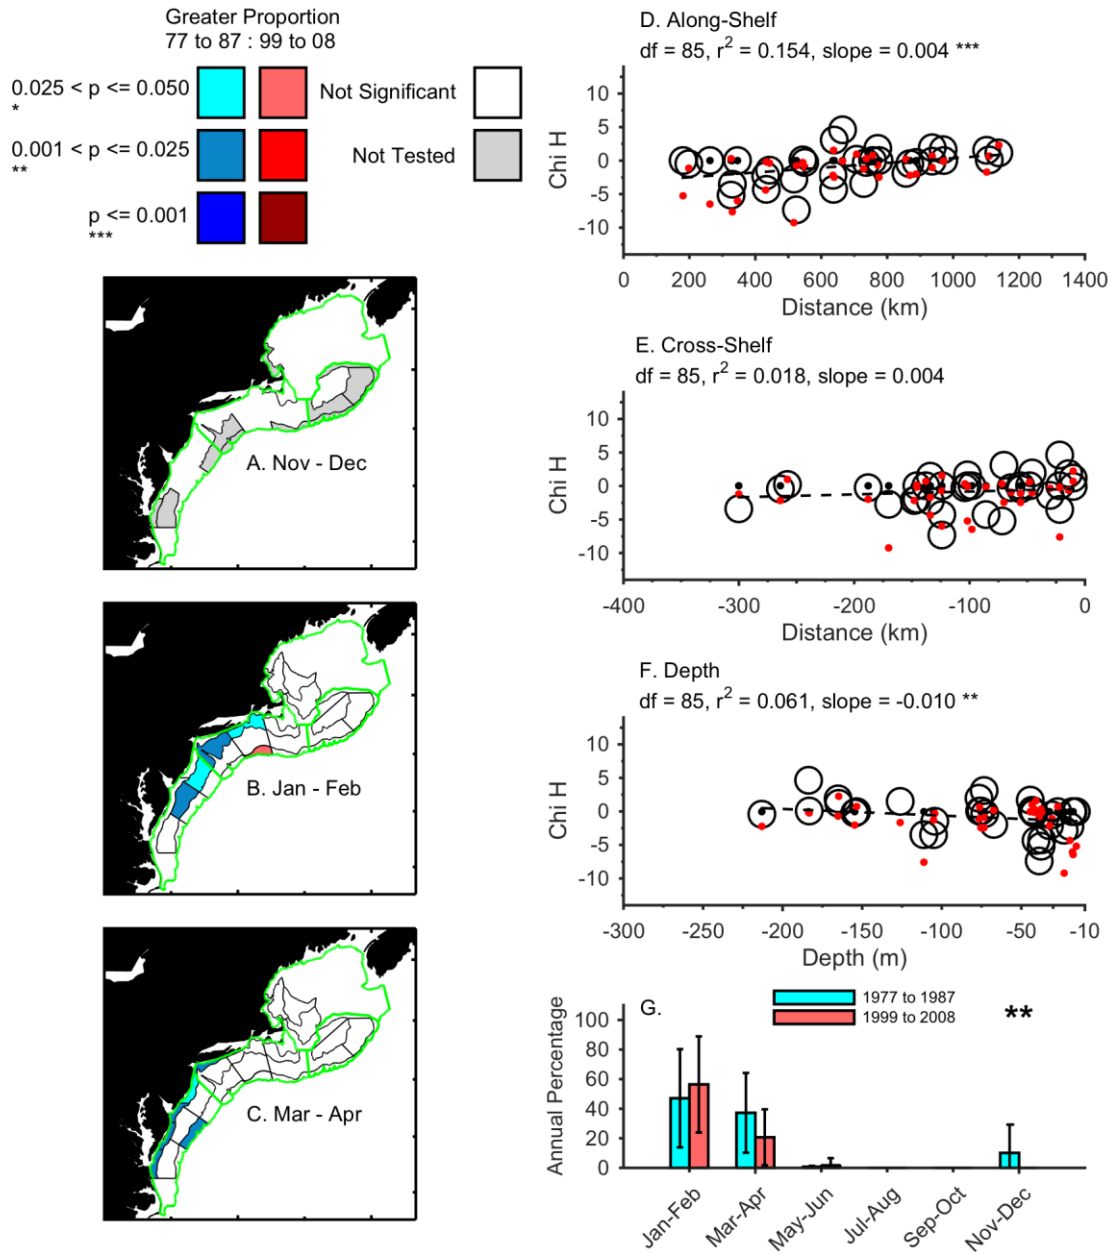 Greater Proportion
77 to 87 : 99 to 08
0.025 < p <= 0.050
*
Not Significant
0.001 < p <= 0.025
**
Not Tested
p <= 0.001
***
A. Nov - Dec
B. Jan - Feb
C. Mar - Apr
D. Along-Shelf
df = 85, r² = 0.154, slope = 0.004 ***
10
5
0
-5
-10
Chi H
0 200 400 600 800 1000 1200 1400
Distance (km)
E. Cross-Shelf
df = 85, r² = 0.018, slope = 0.004
10
5
0
-5
-10
Chi H
-400 -300 -200 -100 0
Distance (km)
F. Depth
df = 85, r² = 0.061, slope = -0.010 **
10
5
0
-5
-10
Chi H
-300 -250 -200 -150 -100 -50 -10
Depth (m)
G.
1977 to 1987
1999 to 2008
**
100
80
60
40
20
0
Annual Percentage
Jan-Feb Mar-Apr May-Jun Jul-Aug Sep-Oct Nov-Dec